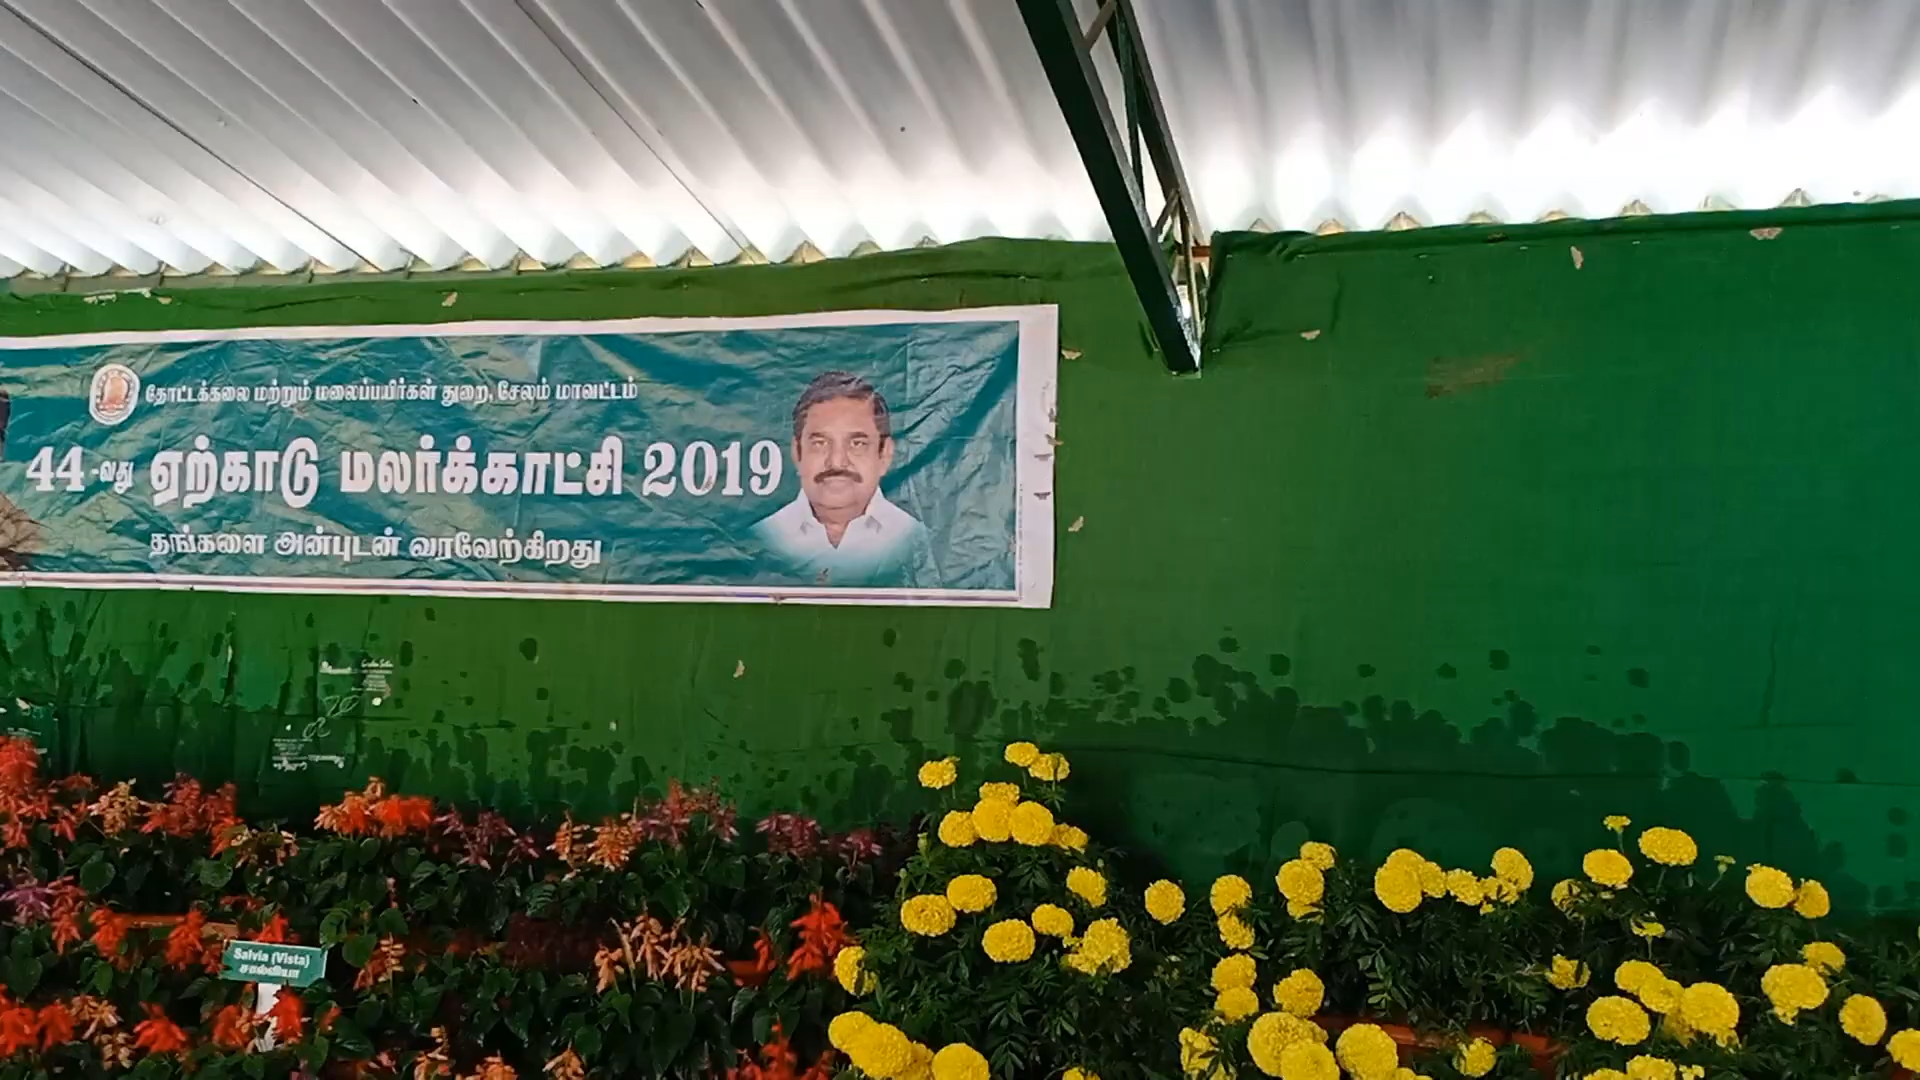 தோட்டக்கலை மற்றும் மலைப்பயிர்கள் துறை, சேலம் மாவட்டம்
44-வது ஏற்காடு மலர்க்காட்சி 2019
தங்களை அன்புடன் வரவேற்கிறது
Salvia (Vista)
சால்வியா